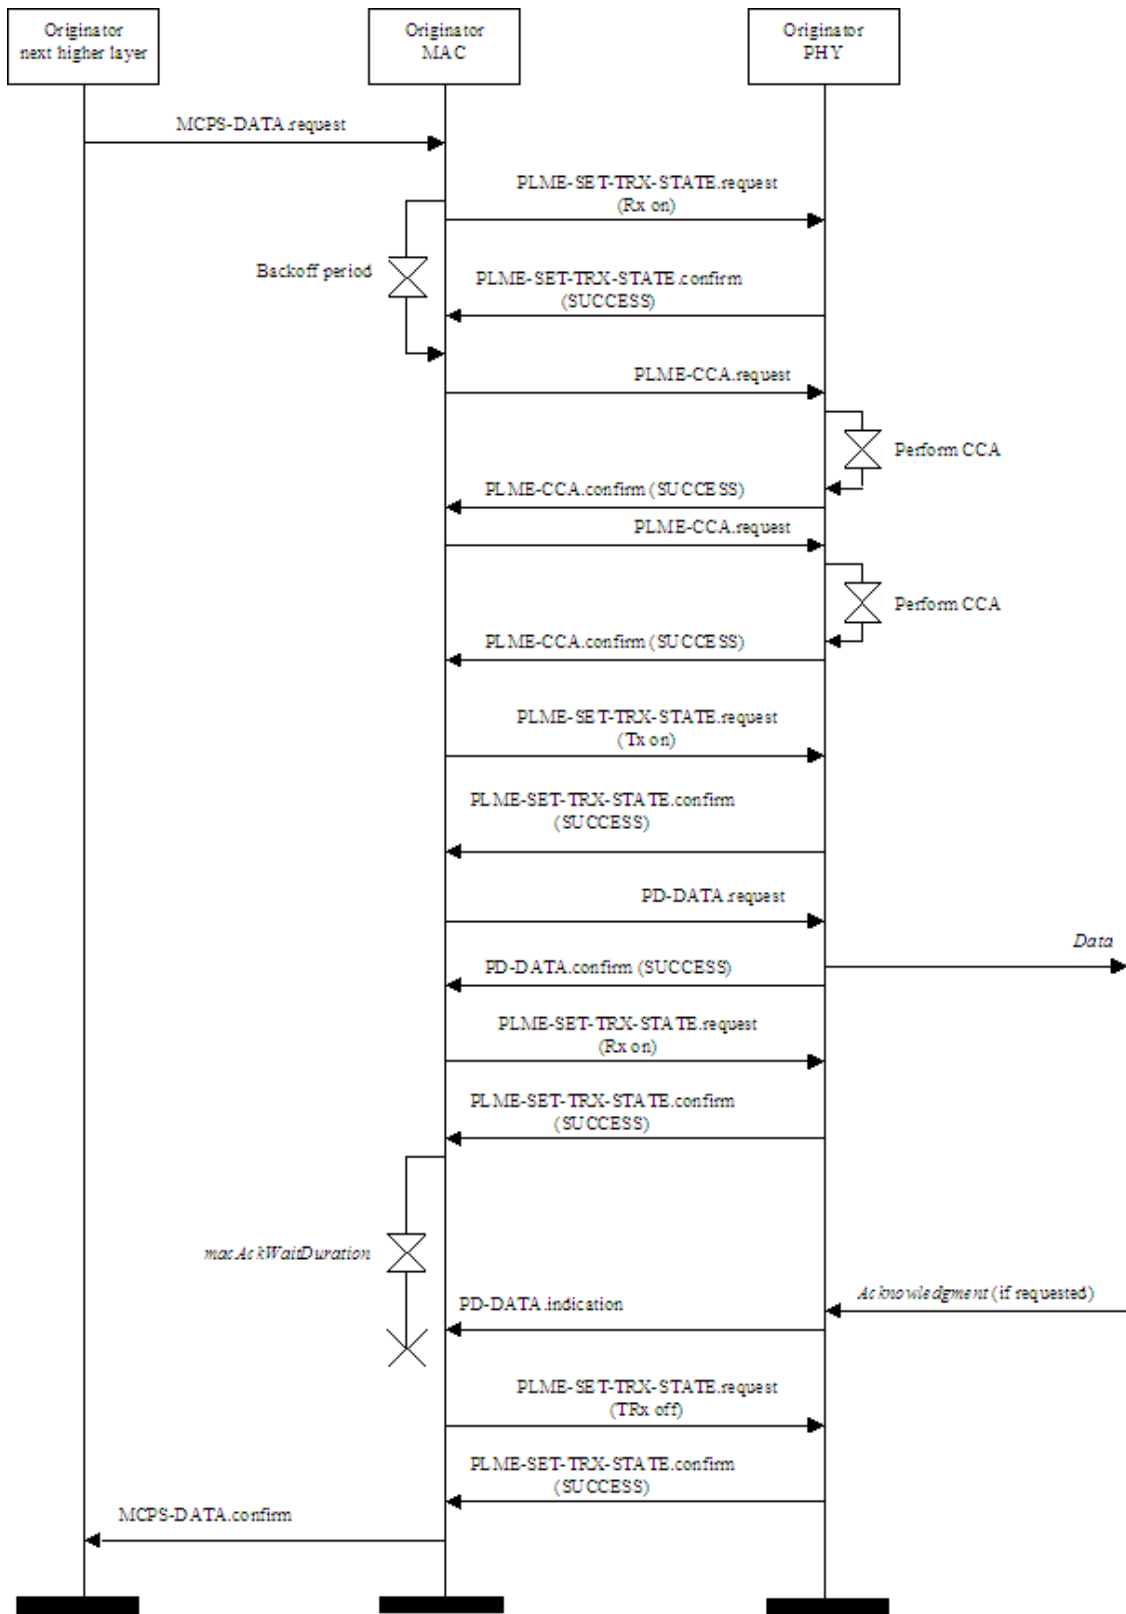 Originator
next higher layer
Originator
MAC
Originator
PHY
MCPS-DATA.request
PLME-SET-TRX-STATE.request
(Rx on)
Backoff period
PLME-SET-TRX-STATE.confirm
(SUCCESS)
PLME-CCA.request
Perform CCA
PLME-CCA.confirm (SUCCESS)
PLME-CCA.request
Perform CCA
PLME-CCA.confirm (SUCCESS)
PLME-SET-TRX-STATE.request
(Tx on)
PLME-SET-TRX-STATE.confirm
(SUCCESS)
PD-DATA.request
Data
PD-DATA.confirm (SUCCESS)
PLME-SET-TRX-STATE.request
(Rx on)
PLME-SET-TRX-STATE.confirm
(SUCCESS)
macAckWaitDuration
Acknowledgment (if requested)
PD-DATA.indication
PLME-SET-TRX-STATE.request
(TRx off)
PLME-SET-TRX-STATE.confirm
(SUCCESS)
MCPS-DATA.confirm